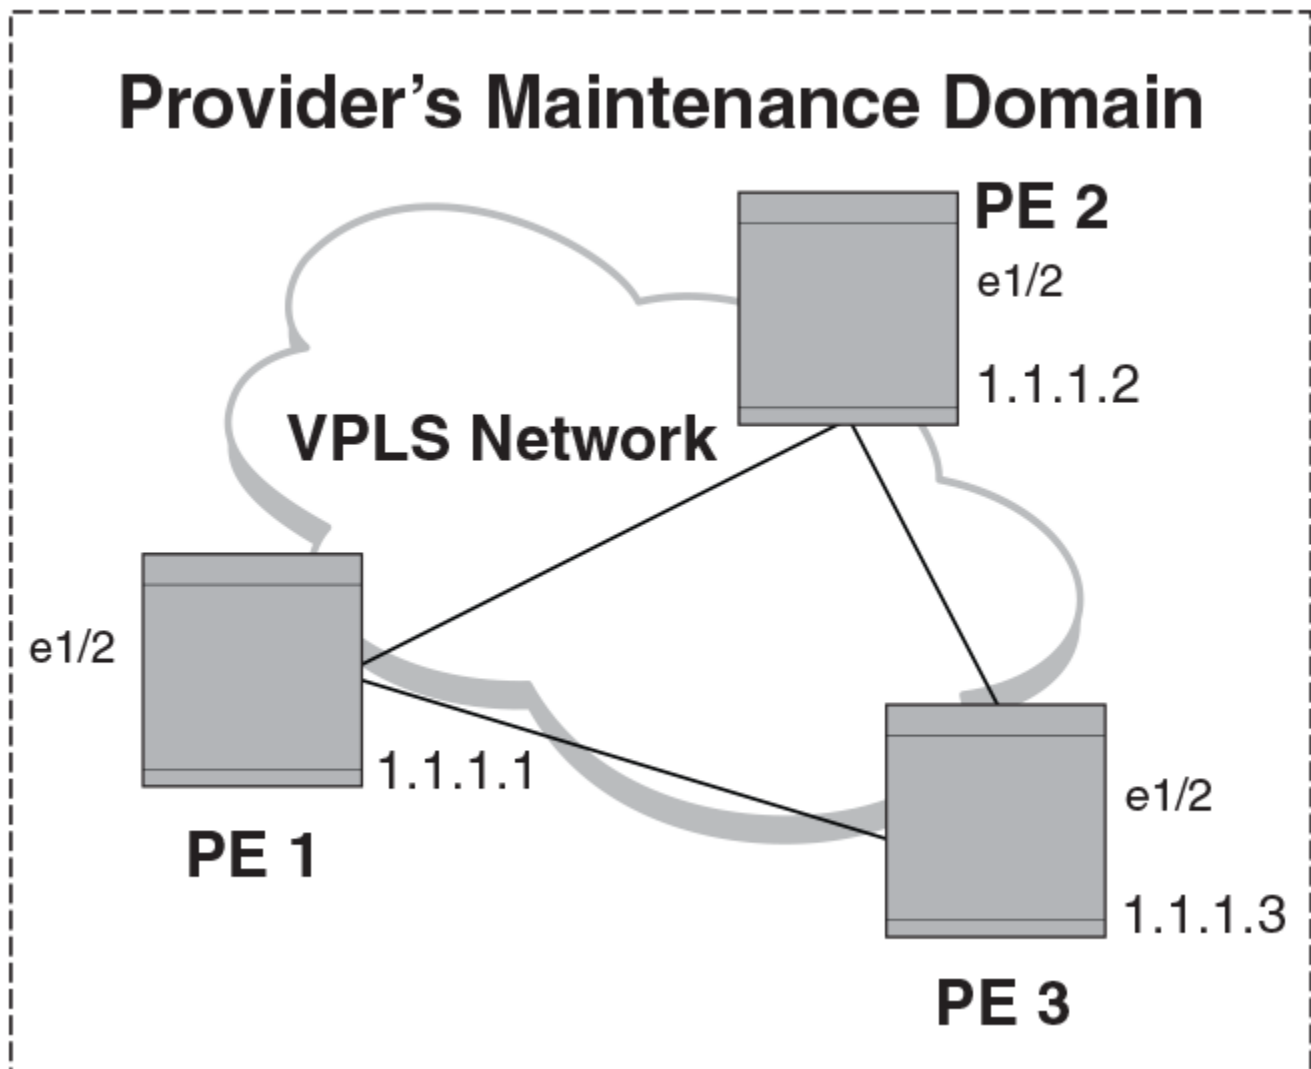 Provider’s Maintenance Domain
PE 2
e1/2
1.1.1.2
VPLS Network
e1/2
1.1.1.1
PE 1
e1/2
1.1.1.3
PE 3